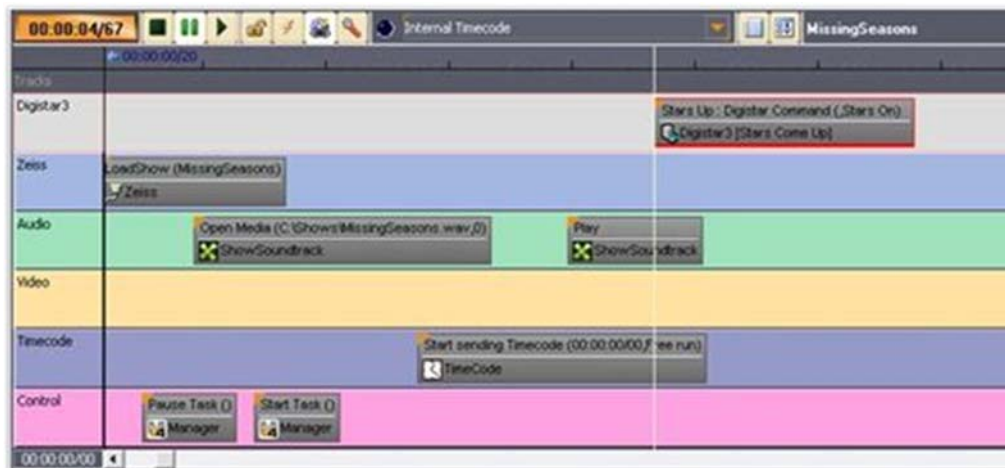 00:00:04/67 Internal Timecode MissingSeasons
00:00:00/20
Tracks
Digistar3
Stars Up : Digistar Command (,Stars On)
Digistar3 [Stars Come Up]
Zeiss
LoadShow (MissingSeasons)
Zeiss
Audio
Open Media (C:\Shows\MissingSeasons.wav,0)
ShowSoundtrack
Play
ShowSoundtrack
Video
Timecode
Start sending Timecode (00:00:00/00,Free run)
TimeCode
Control
Pause Task ()
Manager
Start Task ()
Manager
00:00:00/00